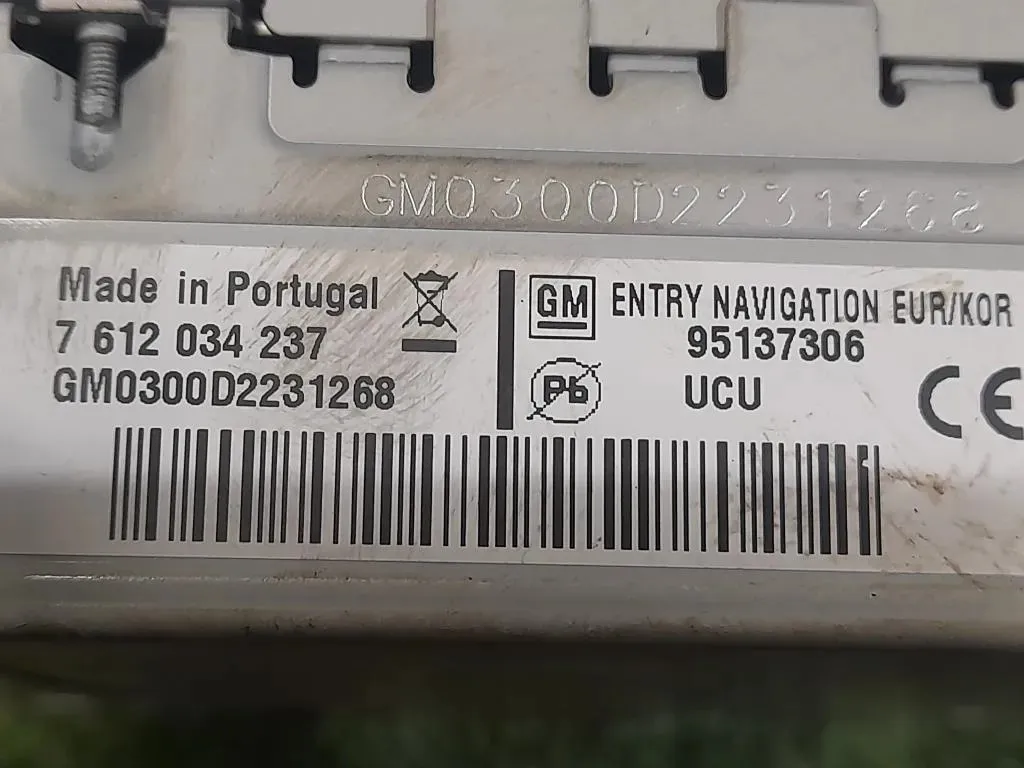 GM0300D2231268
Made in Portugal
7 612 034 237
GM0300D2231268
GM ENTRY NAVIGATION EUR/KOR
95137306
Pb UCU CE